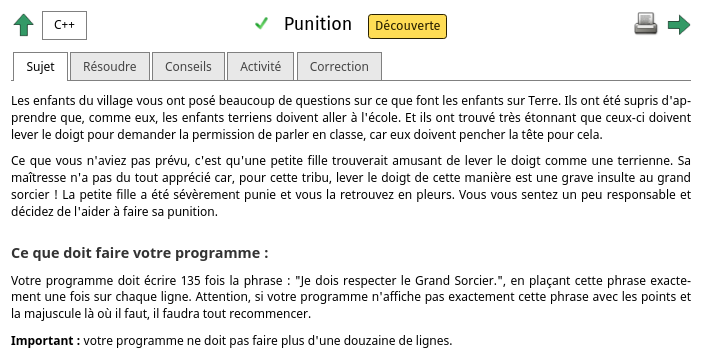 C++
Punition
Découverte
Sujet
Résoudre
Conseils
Activité
Correction
Les enfants du village vous ont posé beaucoup de questions sur ce que font les enfants sur Terre. Ils ont été supris d'ap-
prendre que, comme eux, les enfants terriens doivent aller à l'école. Et ils ont trouvé très étonnant que ceux-ci doivent
lever le doigt pour demander la permission de parler en classe, car eux doivent pencher la tête pour cela.
Ce que vous n'aviez pas prévu, c'est qu'une petite fille trouverait amusant de lever le doigt comme une terrienne. Sa
maîtresse n'a pas du tout apprécié car, pour cette tribu, lever le doigt de cette manière est une grave insulte au grand
sorcier ! La petite fille a été sévèrement punie et vous la retrouvez en pleurs. Vous vous sentez un peu responsable et
décidez de l'aider à faire sa punition.
Ce que doit faire votre programme :
Votre programme doit écrire 135 fois la phrase : "Je dois respecter le Grand Sorcier.", en plaçant cette phrase exacte-
ment une fois sur chaque ligne. Attention, si votre programme n'affiche pas exactement cette phrase avec les points et
la majuscule là où il faut, il faudra tout recommencer.
Important : votre programme ne doit pas faire plus d'une douzaine de lignes.